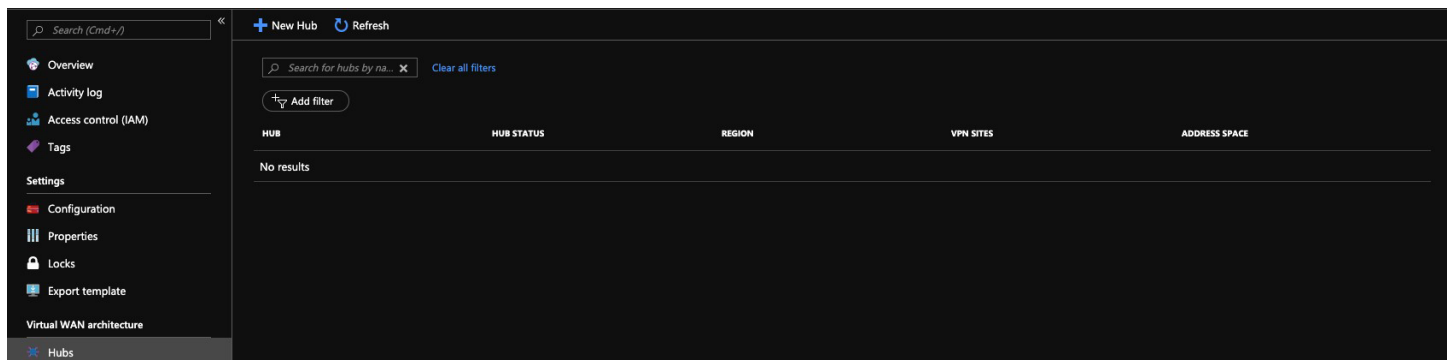 Search (Cmd+/)
«
Overview
Activity log
Access control (IAM)
Tags
Settings
Configuration
Properties
Locks
Export template
Virtual WAN architecture
Hubs
New Hub Refresh
Search for hubs by na... Clear all filters
Add filter
HUB HUB STATUS REGION VPN SITES ADDRESS SPACE
No results